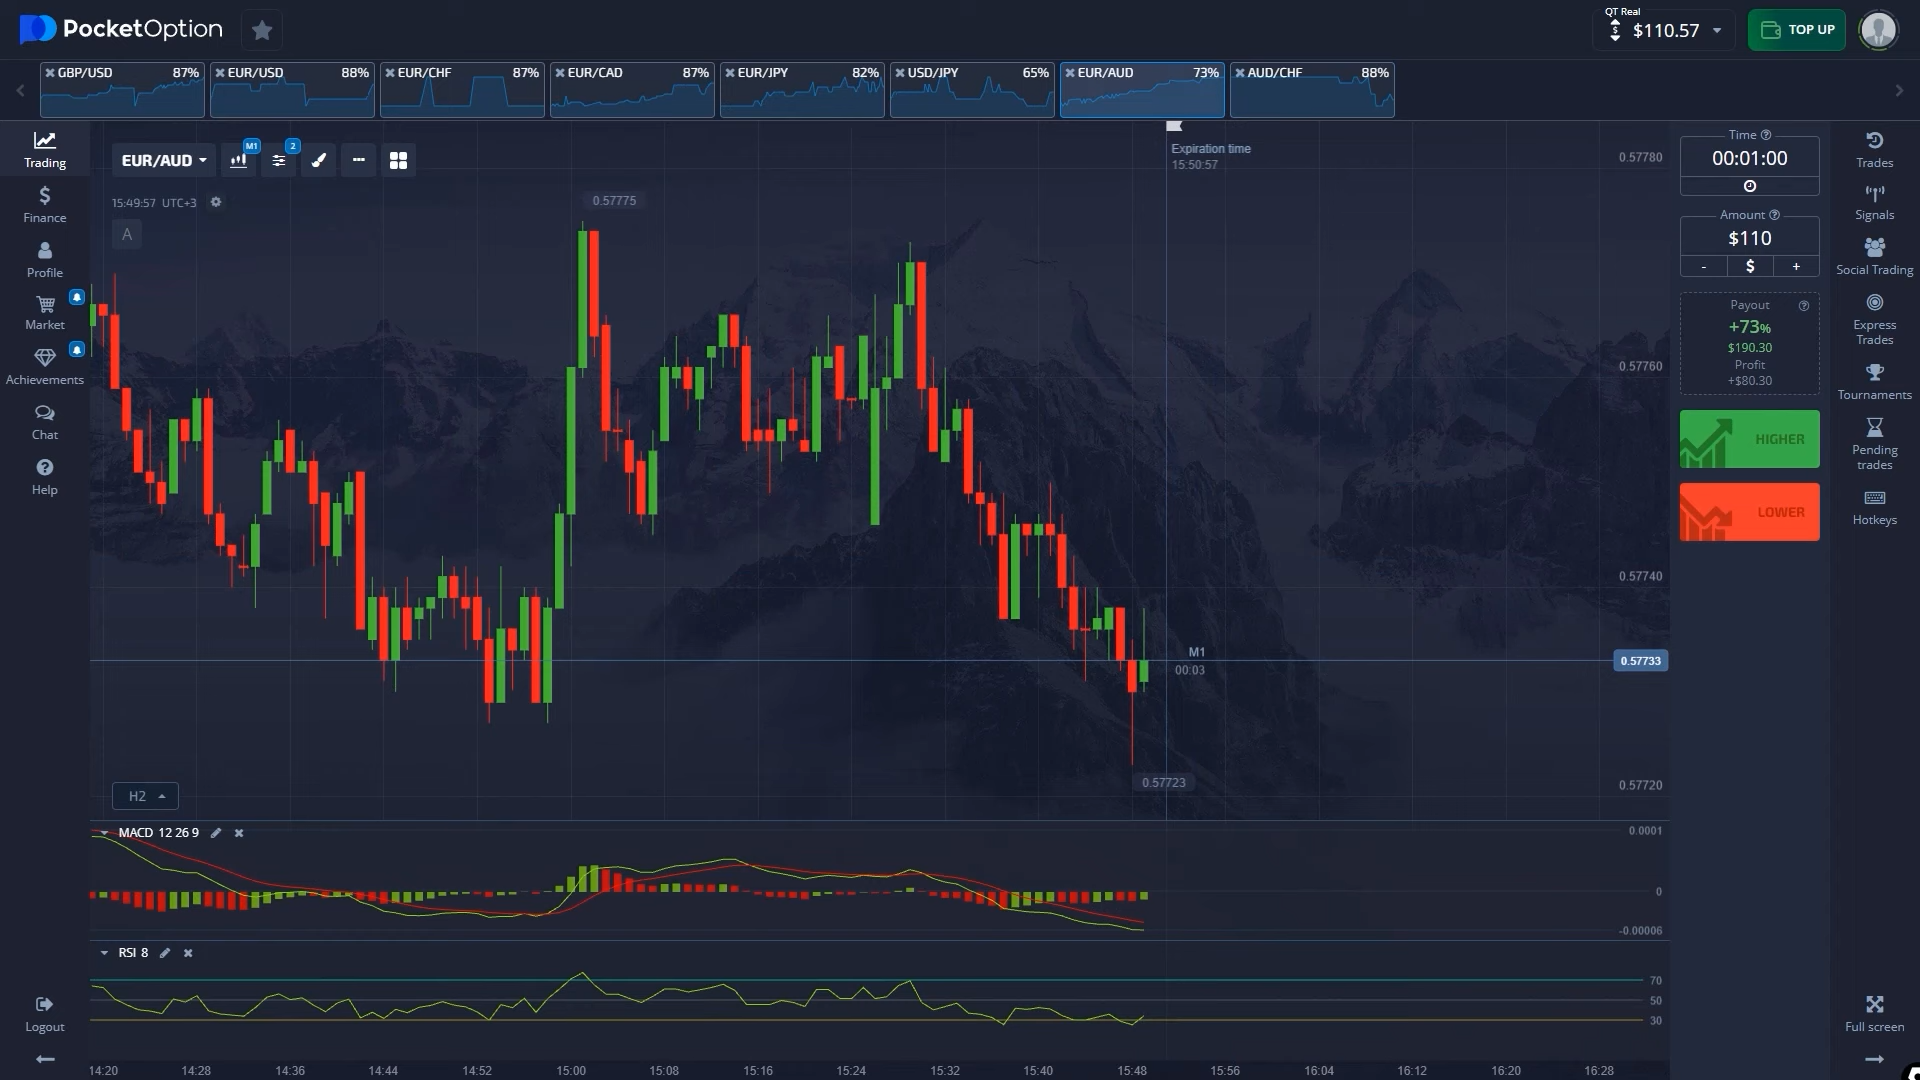 PocketOption
QT Real
$110.57
TOP UP
GBP/USD 87%
EUR/USD 88%
EUR/CHF 87%
EUR/CAD 87%
EUR/JPY 82%
USD/JPY 65%
EUR/AUD 73%
AUD/CHF 88%
Trading
Finance
Profile
Market
Achievements
Chat
Help
Logout
EUR/AUD
M1
2
15:49:57 UTC+3
A
0.57775
Expiration time
15:50:57
0.57780
0.57760
0.57740
M1
00:03
0.57733
0.57723
0.57720
H2
MACD 12 26 9
0.0001
0
-0.00006
RSI 8
70
50
30
14:20 14:28 14:36 14:44 14:52 15:00 15:08 15:16 15:24 15:32 15:40 15:48 15:56 16:04 16:12 16:20 16:28
Time
00:01:00
Amount
$110
- $ +
Payout
+73%
$190.30
Profit
+$80.30
HIGHER
LOWER
Trades
Signals
Social Trading
Express
Trades
Tournaments
Pending
trades
Hotkeys
Full screen